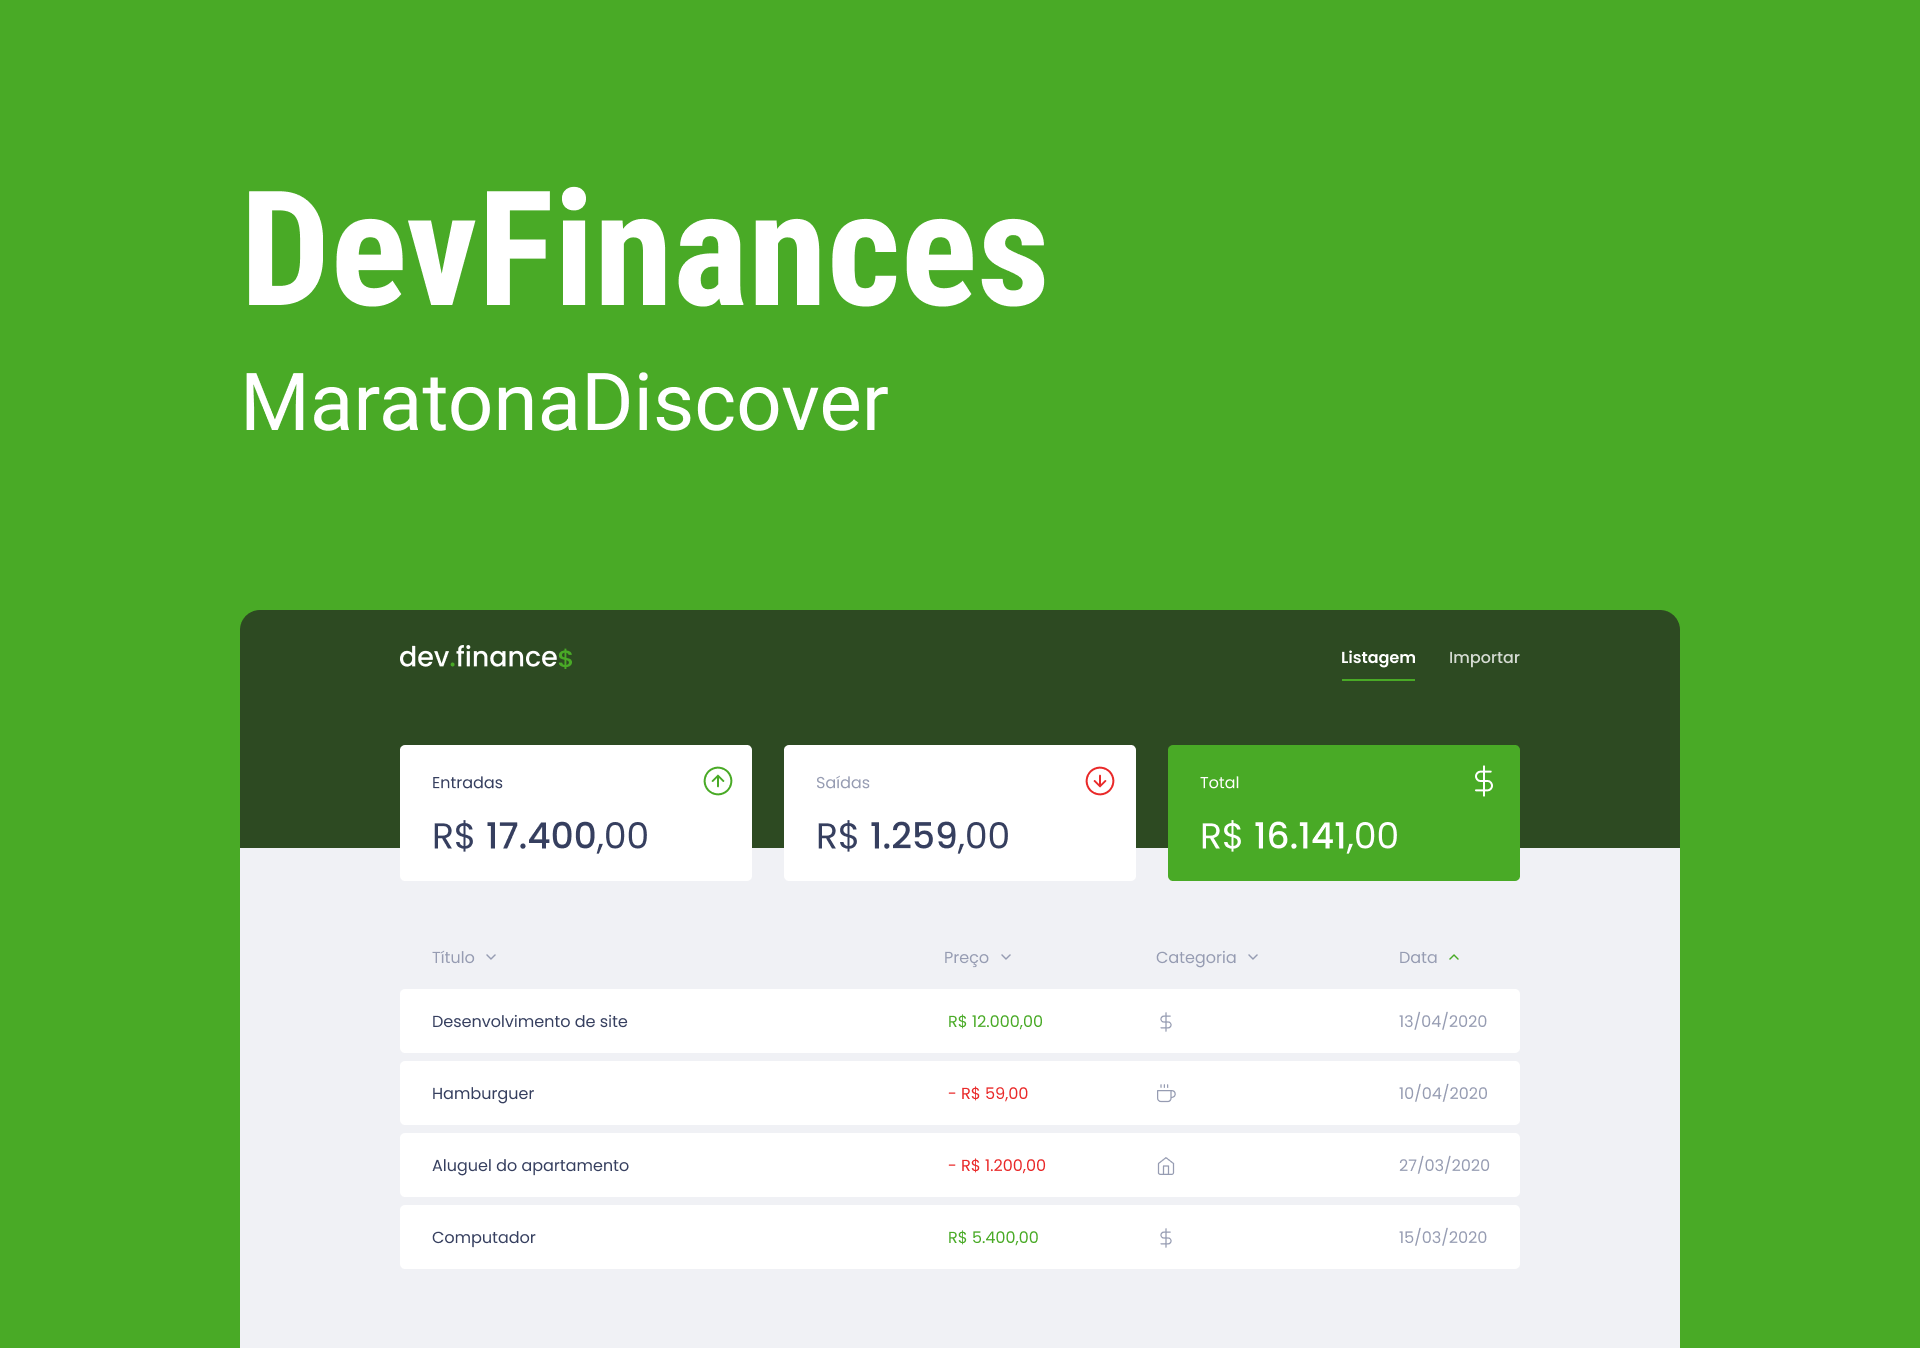 DevFinances
MaratonaDiscover
dev.finance$ Listagem Importar
Entradas Saídas Total $
R$ 17.400,00 R$ 1.259,00 R$ 16.141,00
Título Preço Categoria Data
Desenvolvimento de site R$ 12.000,00 $ 13/04/2020
Hamburguer - R$ 59,00 10/04/2020
Aluguel do apartamento - R$ 1.200,00 27/03/2020
Computador R$ 5.400,00 $ 15/03/2020